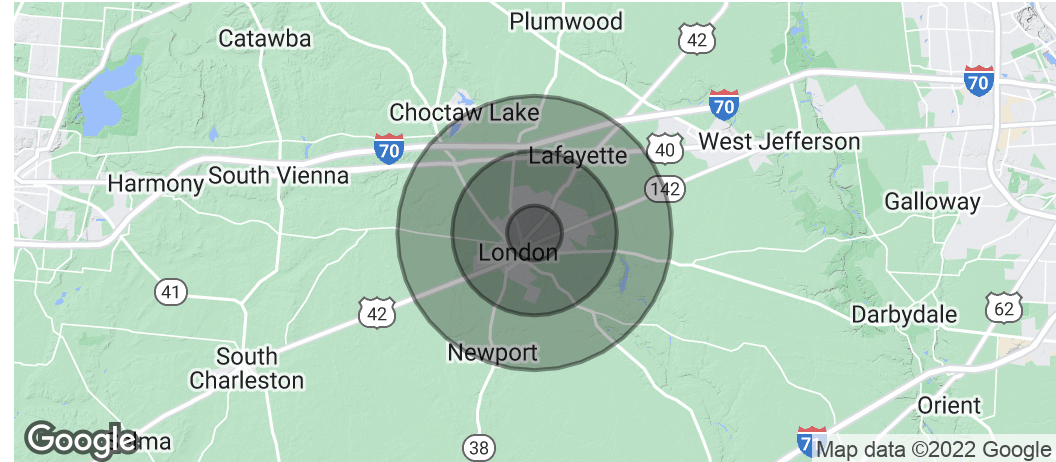 Plumwood
Catawba
42
70
70
Choctaw Lake
70
40
West Jefferson
Lafayette
South Vienna
Harmony
142
Galloway
London
41
42
62
Darbydale
Newport
South
Charleston
Orient
Google
38
Map data ©2022 Google